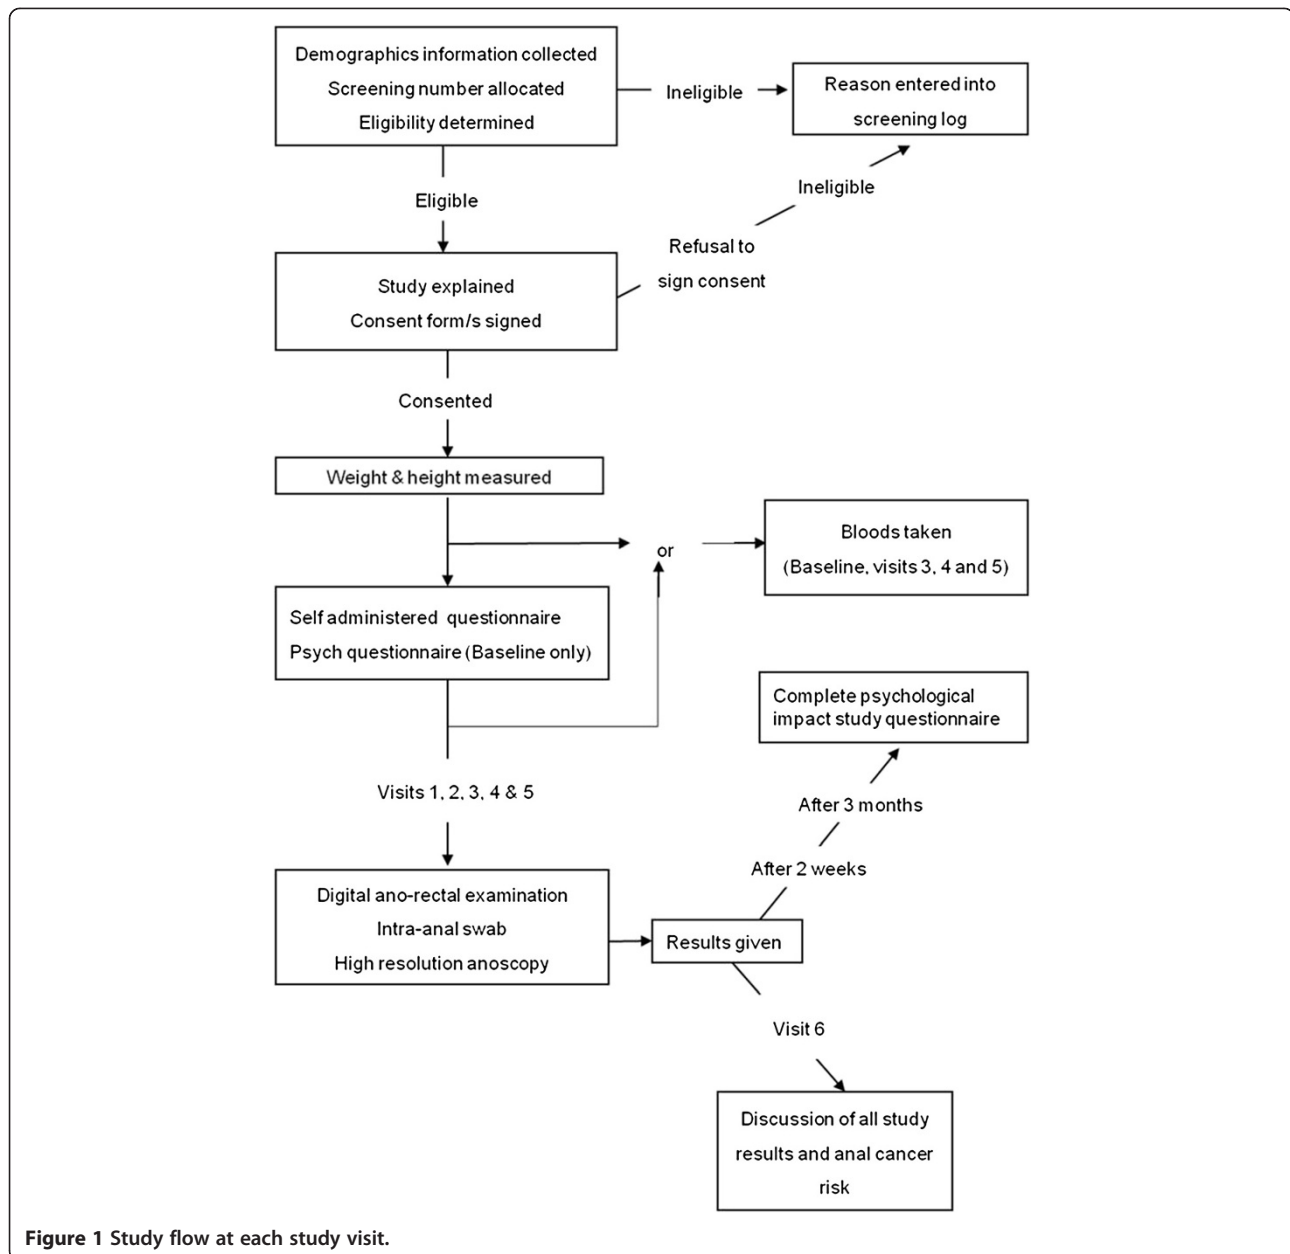 Demographics information collected
Screening number allocated
Eligibility determined
Ineligible
Reason entered into
screening log
Eligible
Ineligible
Refusal to
sign consent
Study explained
Consent form/s signed
Consented
Weight & height measured
or
Bloods taken
(Baseline, visits 3, 4 and 5)
Self administered questionnaire
Psych questionnaire (Baseline only)
Complete psychological
impact study questionnaire
Visits 1, 2, 3, 4 & 5
After 3 months
After 2 weeks
Digital ano-rectal examination
Intra-anal swab
High resolution anoscopy
Results given
Visit 6
Discussion of all study
results and anal cancer
risk
Figure 1 Study flow at each study visit.